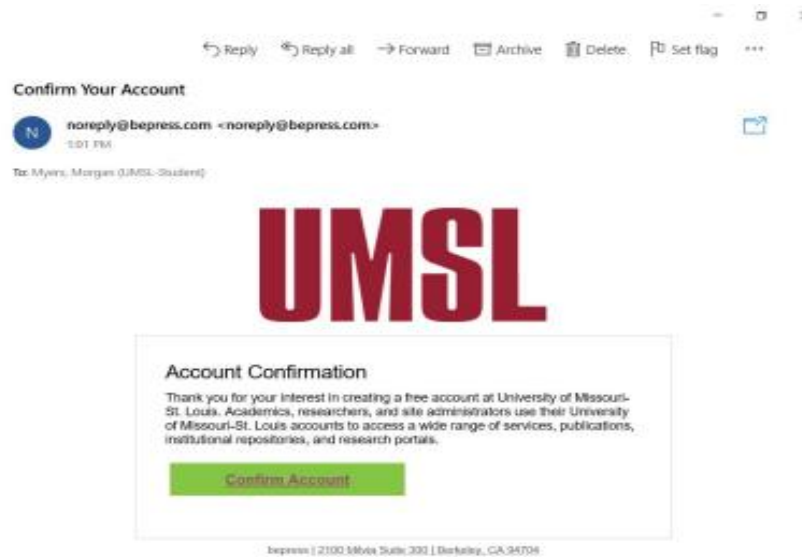 Reply Reply all Forward Archive Delete Set flag
Confirm Your Account
N
noreply@bepress.com <noreply@bepress.com>
1:01 PM
To: Myers, Morgan (UMSL-Student)
UMSL
Account Confirmation
Thank you for your interest in creating a free account at University of Missouri-
St. Louis. Academics, researchers, and site administrators use their University
of Missouri-St. Louis accounts to access a wide range of services, publications,
institutional repositories, and research portals.
Confirm Account
bepress | 2100 Milvia Suite 300 | Berkeley, CA 94704